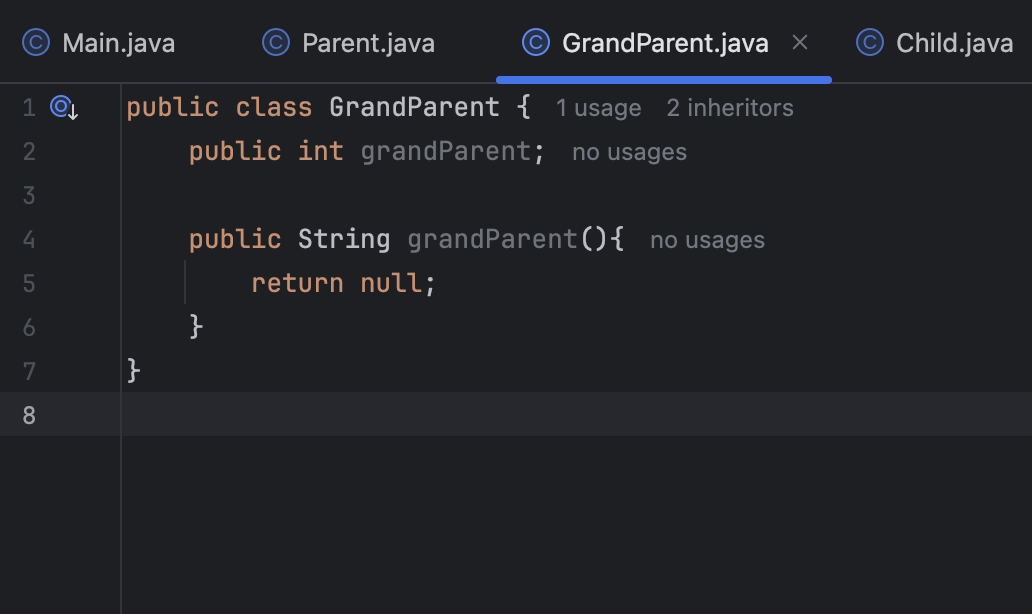 Main.java Parent.java GrandParent.java Child.java
1 public class GrandParent { 1 usage 2 inheritors
2 public int grandParent; no usages
3
4 public String grandParent(){ no usages
5 return null;
6 }
7 }
8